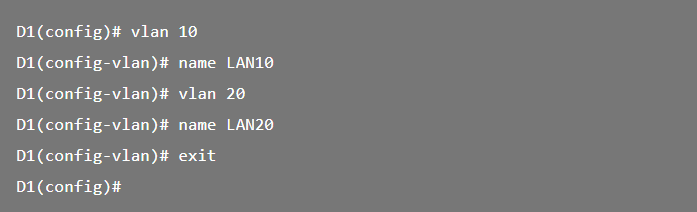 D1(config)# vlan 10
D1(config-vlan)# name LAN10
D1(config-vlan)# vlan 20
D1(config-vlan)# name LAN20
D1(config-vlan)# exit
D1(config)#